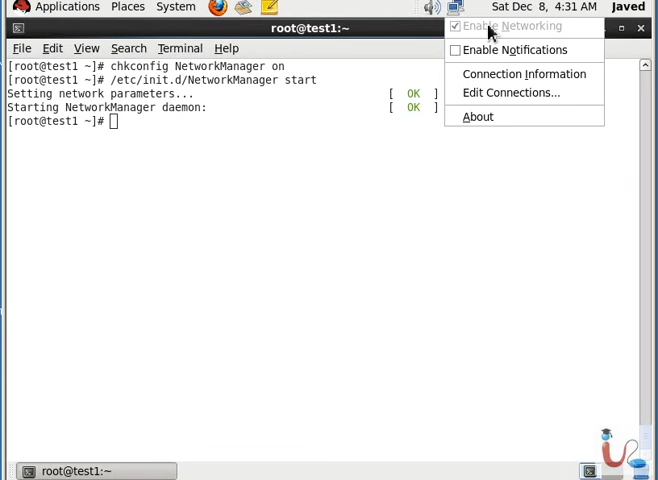 Applications Places System Sat Dec 8, 4:31 AM Javed
root@test1:~
File Edit View Search Terminal Help
[root@test1 ~]# chkconfig NetworkManager on
[root@test1 ~]# /etc/init.d/NetworkManager start
Setting network parameters... [ OK ]
Starting NetworkManager daemon: [ OK ]
[root@test1 ~]#
Enable Networking
Enable Notifications
Connection Information
Edit Connections...
About
root@test1:~